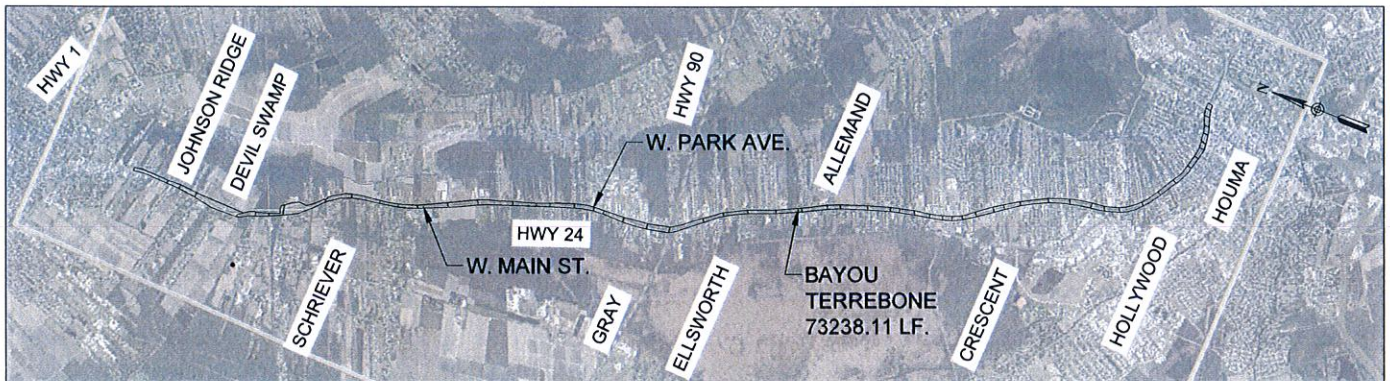 HWY 1
JOHNSON RIDGE
DEVIL SWAMP
HWY 90
W. PARK AVE.
ALLEMAND
N
HWY 24
W. MAIN ST.
SCHRIEVER
GRAY
ELLSWORTH
BAYOU
TERREBONE
73238.11 LF.
CRESCENT
HOLLYWOOD
HOUMA